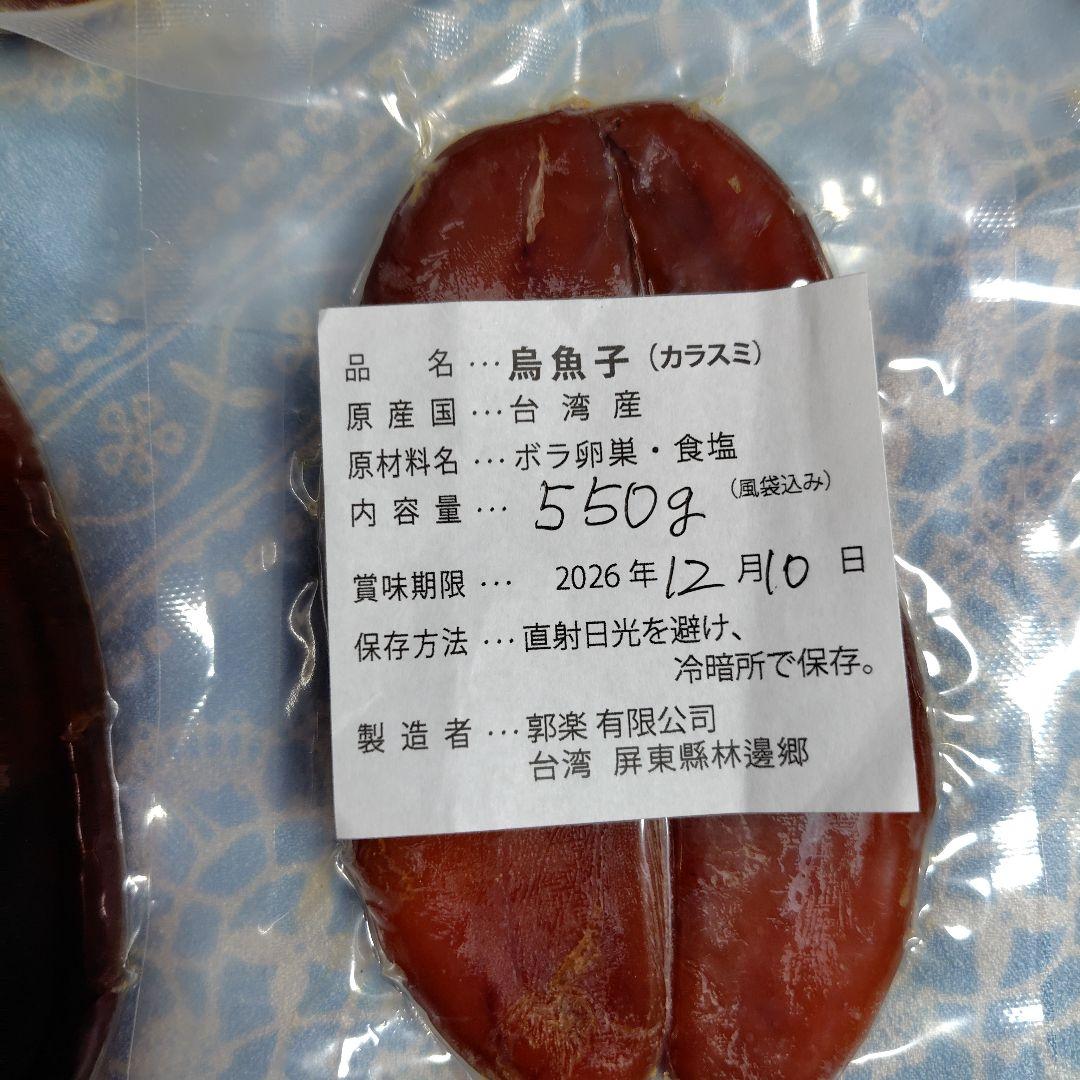 品 名…烏魚子（カラスミ）
原産国…台湾産
原材料名…ボラ卵巣・食塩
内容量… 550g （風袋込み）
賞味期限… 2026年12月10日
保存方法…直射日光を避け、
冷暗所で保存。
製造者…郭楽有限公司
台湾 屏東縣林邊郷